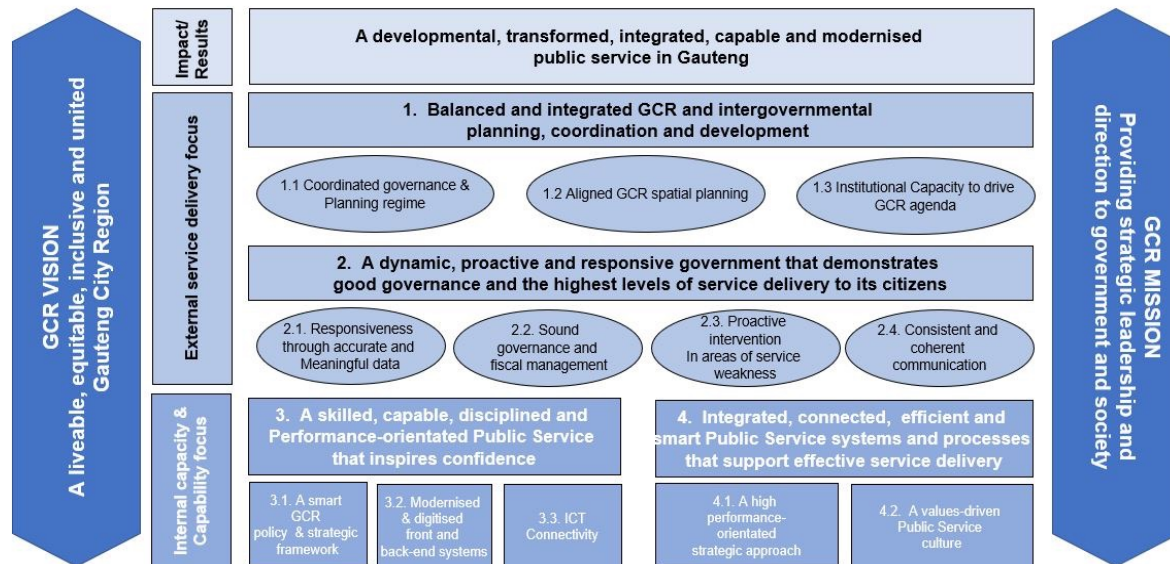 GCR VISION
A liveable, equitable, inclusive and united
Gauteng City Region
Impact/
Results
A developmental, transformed, integrated, capable and modernised
public service in Gauteng
External service delivery focus
1. Balanced and integrated GCR and intergovernmental
planning, coordination and development
1.1 Coordinated governance &
Planning regime
1.2 Aligned GCR spatial planning
1.3 Institutional Capacity to drive
GCR agenda
2. A dynamic, proactive and responsive government that demonstrates
good governance and the highest levels of service delivery to its citizens
2.1. Responsiveness
through accurate and
Meaningful data
2.2. Sound
governance and
fiscal management
2.3. Proactive
intervention
In areas of service
weakness
2.4. Consistent and
coherent
communication
Internal capacity &
Capability focus
3. A skilled, capable, disciplined and
Performance-orientated Public Service
that inspires confidence
4. Integrated, connected, efficient and
smart Public Service systems and processes
that support effective service delivery
3.1. A smart
GCR
policy & strategic
framework
3.2. Modernised
& digitised
front and
back-end systems
3.3. ICT
Connectivity
4.1. A high
performance-
orientated
strategic approach
4.2. A values-driven
Public Service
culture
GCR MISSION
Providing strategic leadership and
direction to government and society